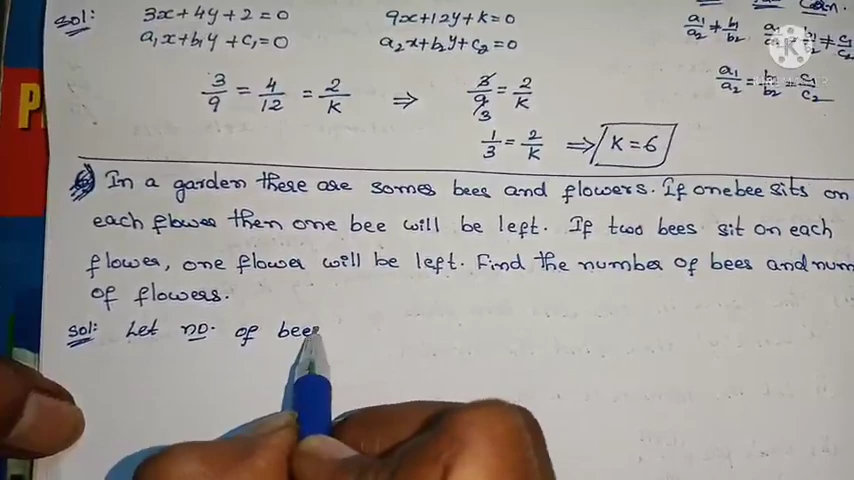 Sol: 3x+4y+2=0 9x+12y+k=0
a₁x+b₁y+c₁=0 a₂x+b₂y+c₂=0
a₁/a₂ ≠ b₁/b₂
3/9 = 4/12 = 2/k ⇒ 3/9 3 = 2/k
a₁/a₂ = b₁/b₂ = c₁/c₂
1/3 = 2/k ⇒ k=6
In a garden there are somes bees and flowers. If one bee sits on
each flower then one bee will be left. If two bees sit on each
flower, one flower will be left. Find the number of bees and num
of flowers.
Sol: Let no. of bees